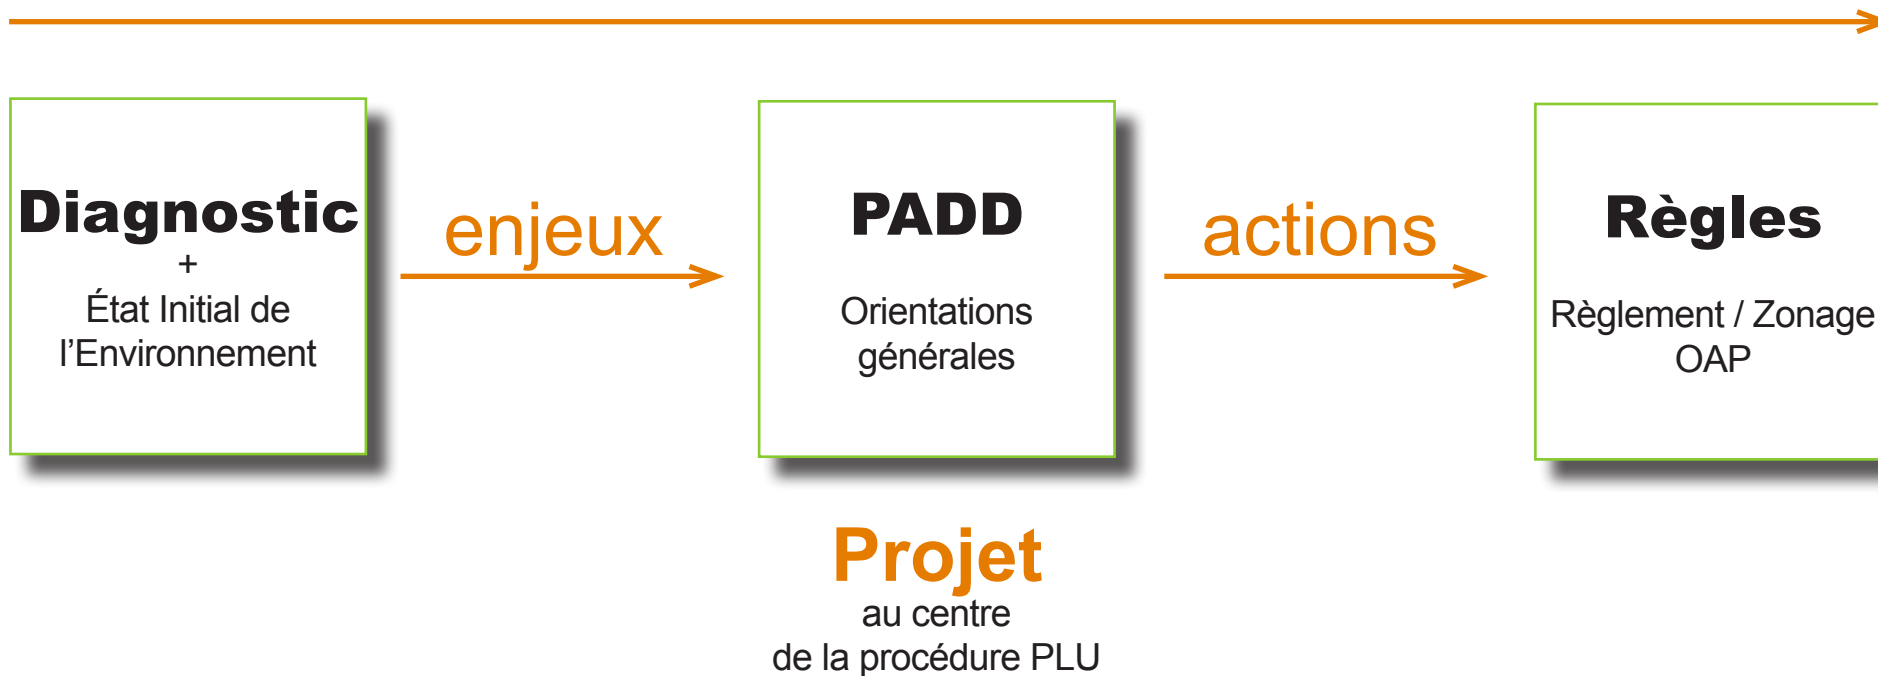 Diagnostic
+
État Initial de
l’Environnement
enjeux
PADD
Orientations
générales
actions
Règles
Règlement / Zonage
OAP
Projet
au centre
de la procédure PLU